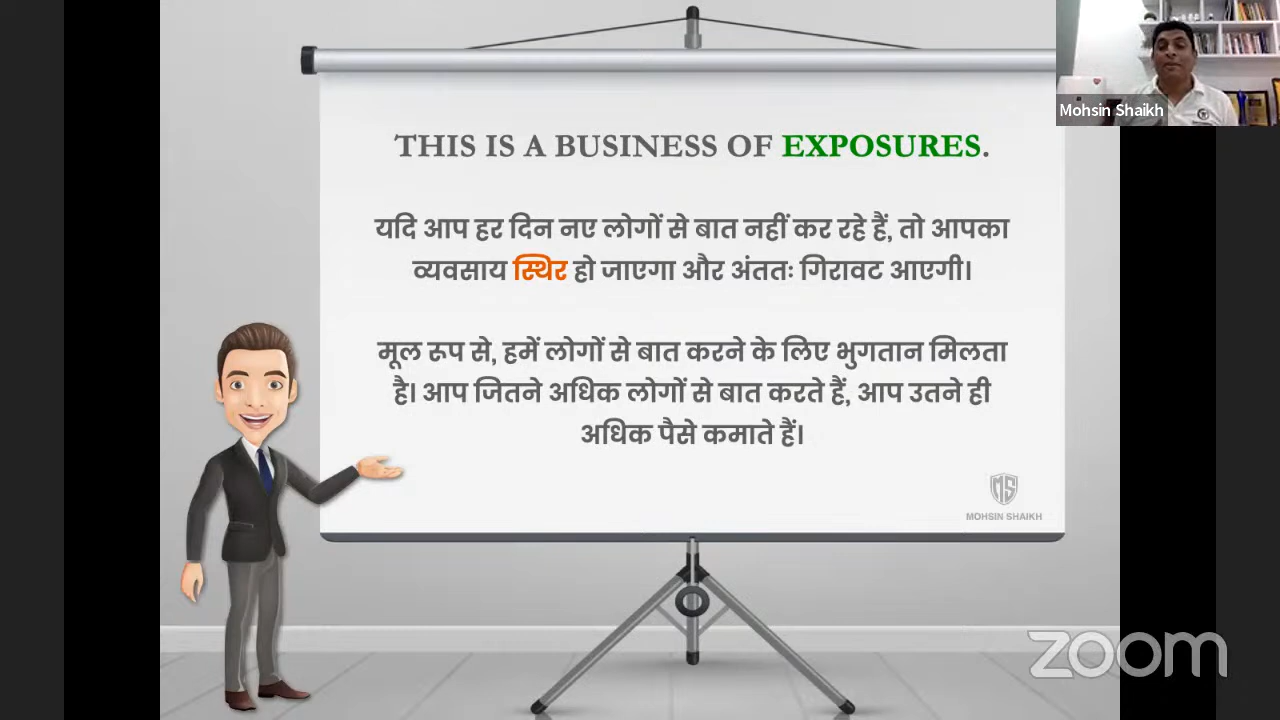 Mohsin Shaikh
THIS IS A BUSINESS OF EXPOSURES.
यदि आप हर दिन नए लोगों से बात नहीं कर रहे हैं, तो आपका
व्यवसाय स्थिर हो जाएगा और अंततः गिरावट आएगी।
मूल रूप से, हमें लोगों से बात करने के लिए भुगतान मिलता
है। आप जितने अधिक लोगों से बात करते हैं, आप उतने ही
अधिक पैसे कमाते हैं।
MS
MOHSIN SHAIKH
zoom